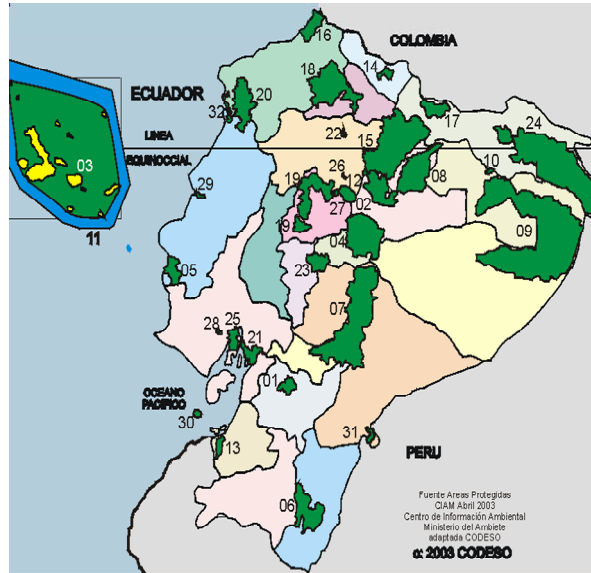 16
COLOMBIA
18
14
ECUADOR
20
32
17
24
22
15
LINEA
EQUINOCCIAL
03
26
10
19
12
08
29
02
27
19
09
11
04
23
05
07
28
25
21
01
OCEANO
PACIFICO
30
31
13
PERU
06
Fuente Areas Protegidas
CIAM Abril 2003
Centro de Información Ambiental
Ministerio del Ambiete
adaptada CODESO
α: 2003 CODESO